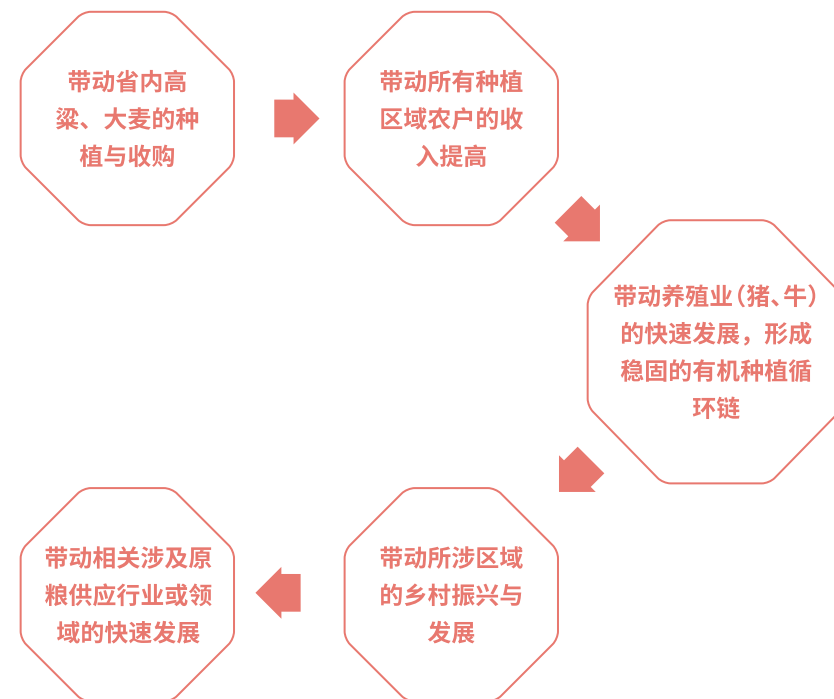 带动省内高
粱、大麦的种
植与收购
带动所有种植
区域农户的收
入提高
带动养殖业（猪、牛）
的快速发展，形成
稳固的有机种植循
环链
带动所涉区域
的乡村振兴与
发展
带动相关涉及原
粮供应行业或领
域的快速发展